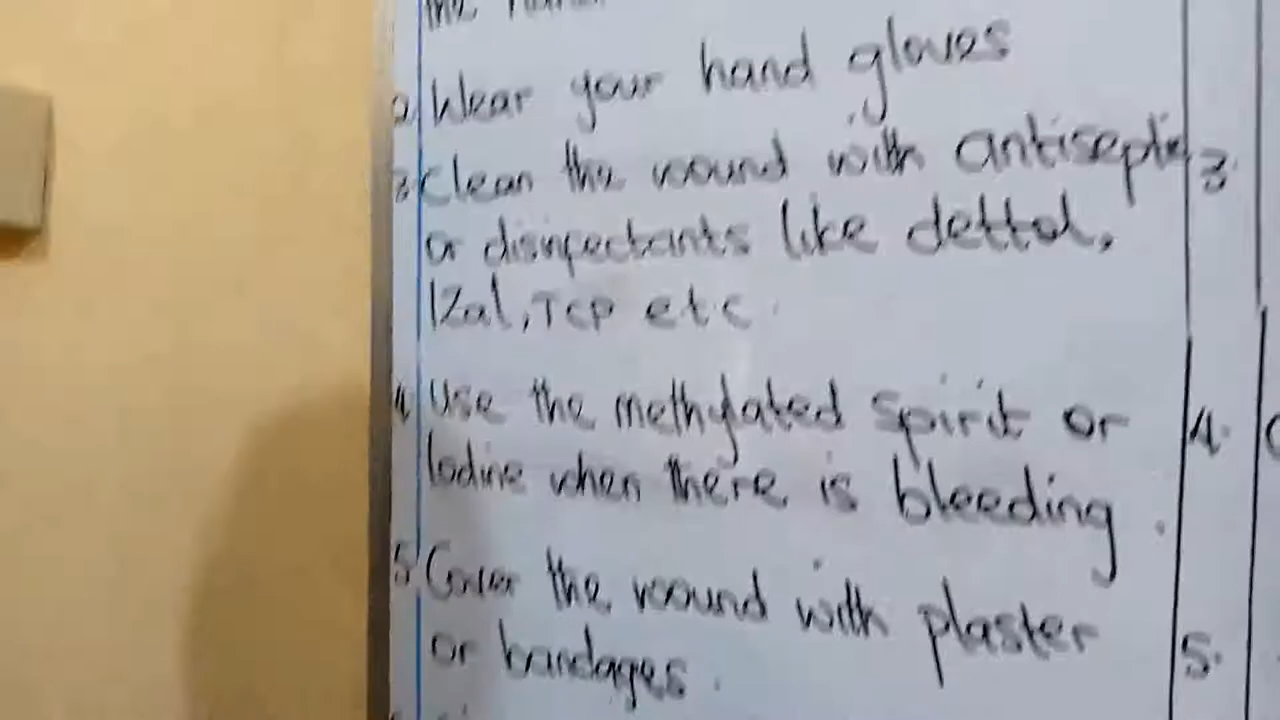 the hand.
2. Wear your hand gloves
3. Clean the wound with antiseptic
or disinfectants like dettol,
Izal, TCP etc.
4. Use the methylated spirit or
Iodine when there is bleeding.
5. Cover the wound with plaster
or bandages.
3.
4.
5.